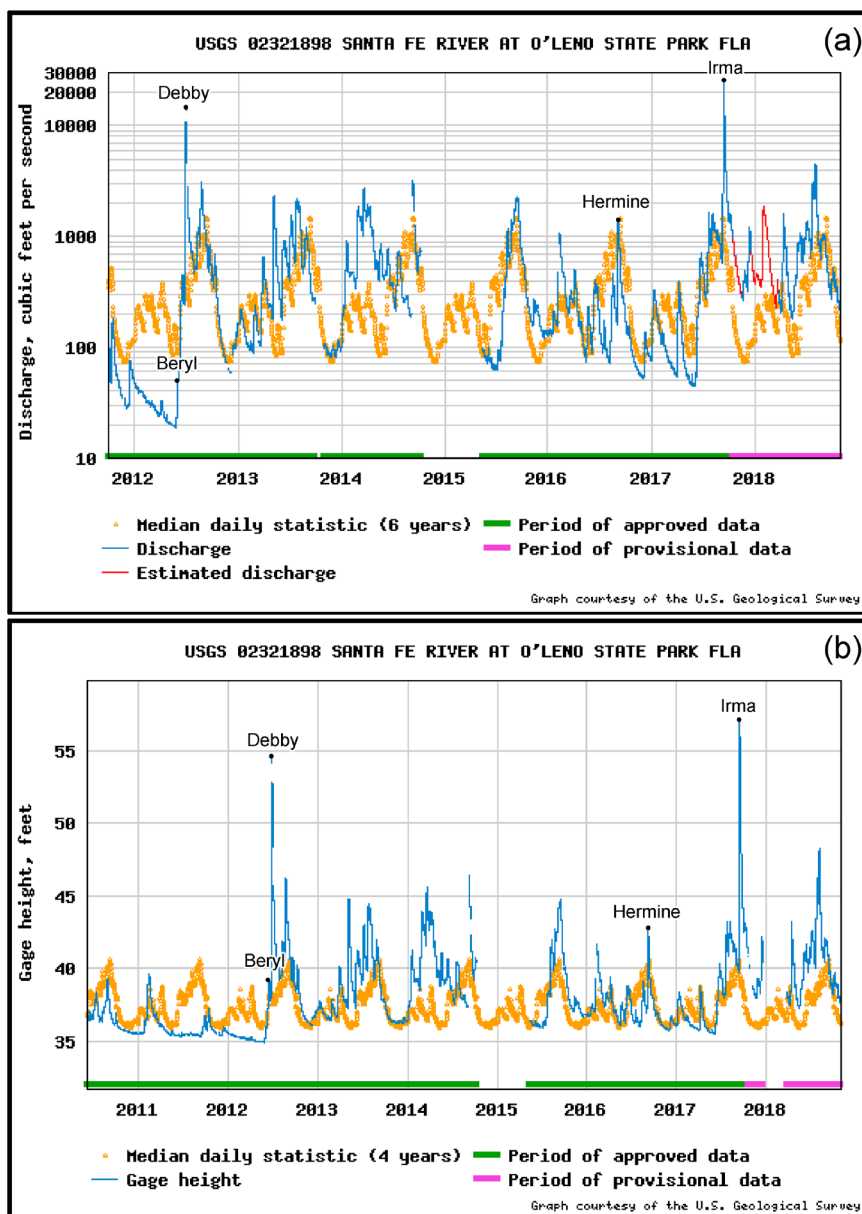 (a)
USGS 02321898 SANTA FE RIVER AT O'LENO STATE PARK FLA
Discharge, cubic feet per second
30000
20000
10000
1000
100
10
Debby
Irma
Hermine
Beryl
2012 2013 2014 2015 2016 2017 2018
Median daily statistic (6 years) Period of approved data
Discharge Period of provisional data
Estimated discharge
Graph courtesy of the U.S. Geological Survey
(b)
USGS 02321898 SANTA FE RIVER AT O'LENO STATE PARK FLA
Gage height, feet
55
50
45
40
35
Irma
Debby
Hermine
Beryl
2011 2012 2013 2014 2015 2016 2017 2018
Median daily statistic (4 years) Period of approved data
Gage height Period of provisional data
Graph courtesy of the U.S. Geological Survey